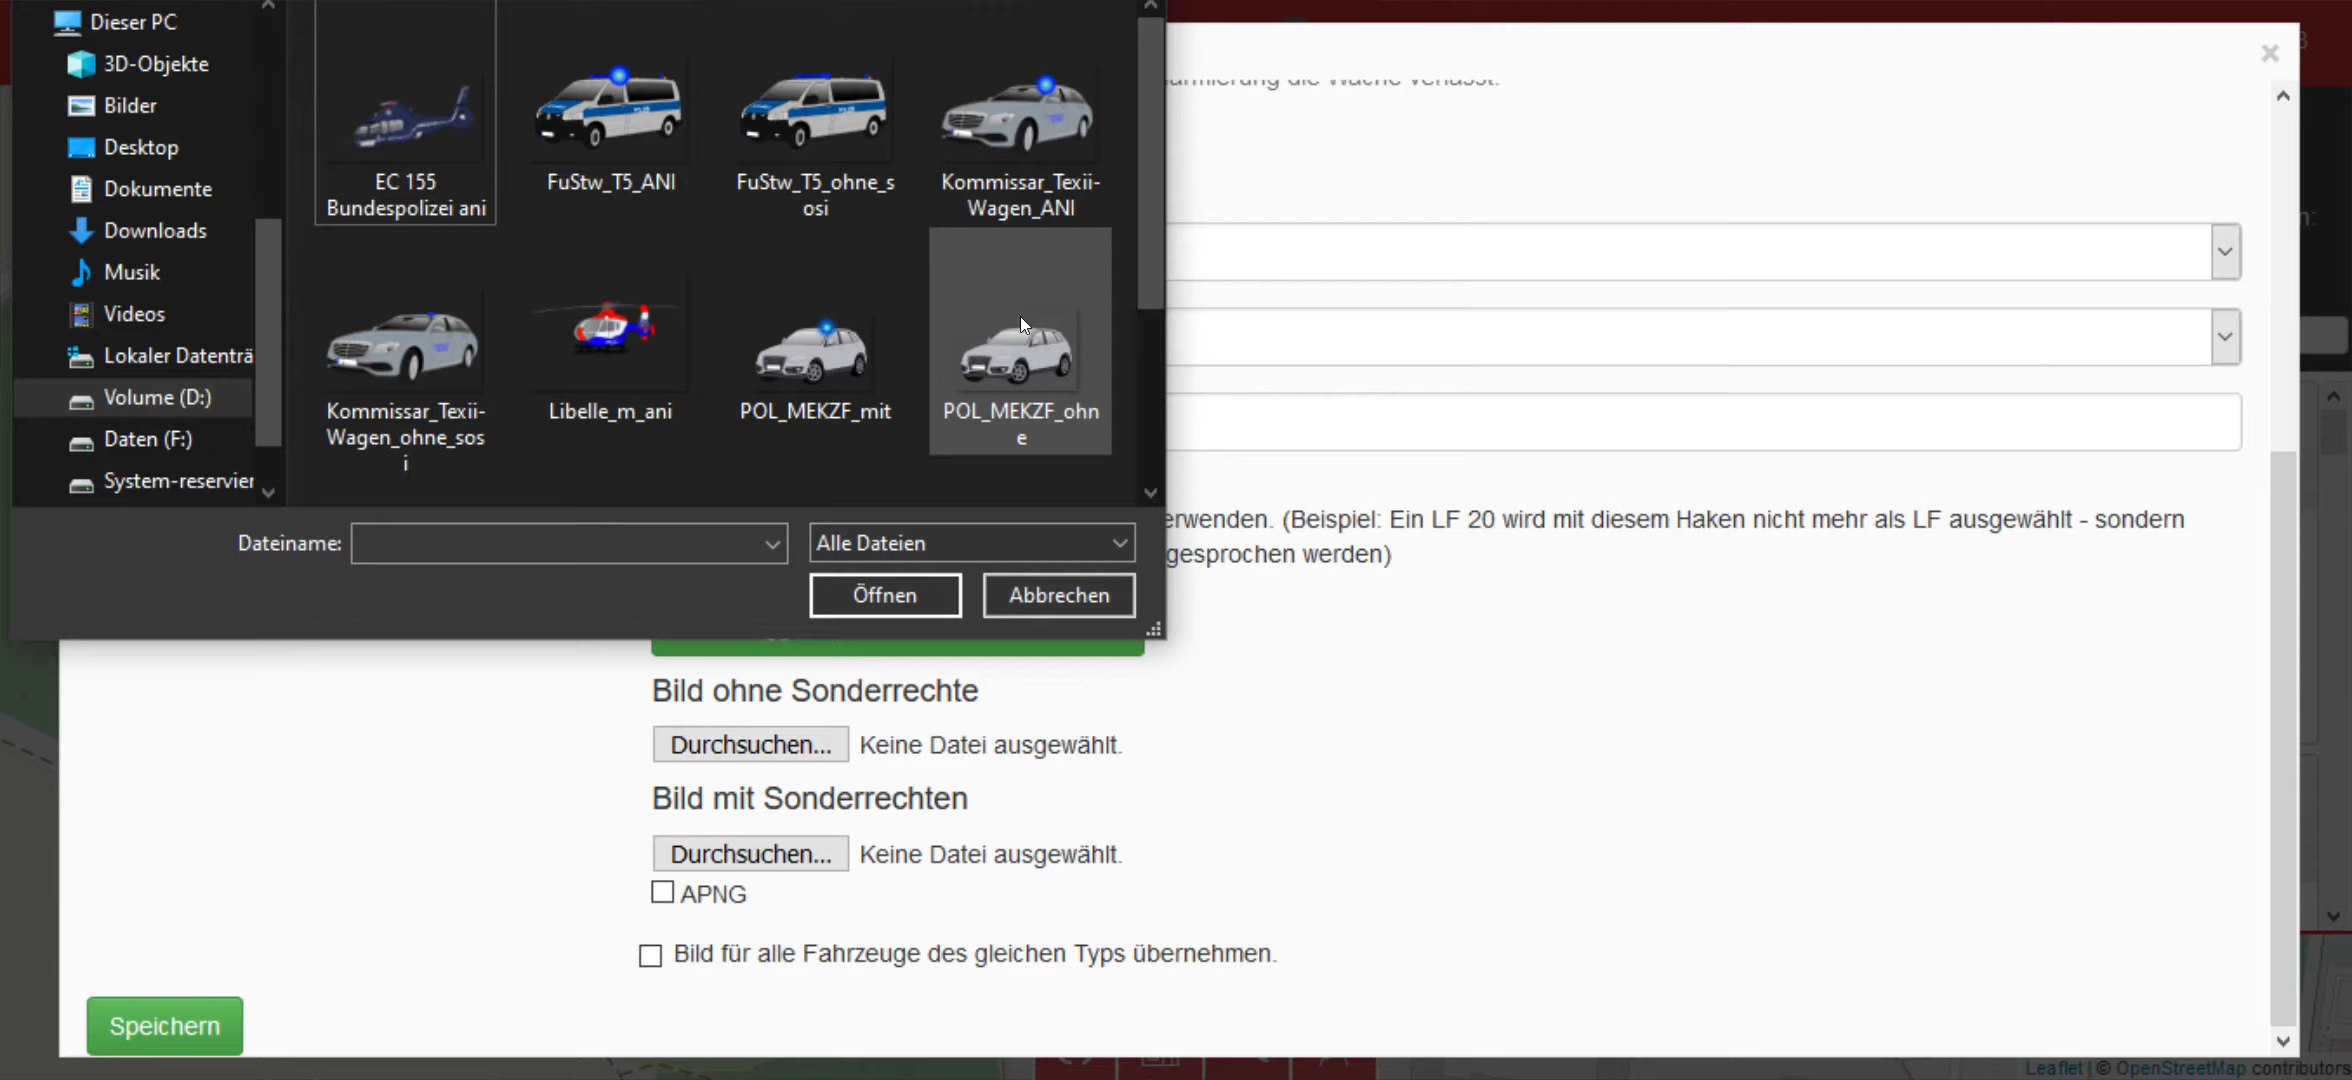 Dieser PC
3D-Objekte
Bilder
Desktop
Dokumente
Downloads
Musik
Videos
Lokaler Datenträ
Volume (D:)
Daten (F:)
System-reservier
EC 155
Bundespolizei ani
FuStw_T5_ANI
FuStw_T5_ohne_s
osi
Kommissar_Texii-
Wagen_ANI
Kommissar_Texii-
Wagen_ohne_sos
i
Libelle_m_ani
POL_MEKZF_mit
POL_MEKZF_ohn
e
Dateiname:
Alle Dateien
Öffnen
Abbrechen
die Wache verlässt.
×
erwenden. (Beispiel: Ein LF 20 wird mit diesem Haken nicht mehr als LF ausgewählt - sondern
gesprochen werden)
Bild ohne Sonderrechte
Durchsuchen... Keine Datei ausgewählt.
Bild mit Sonderrechten
Durchsuchen... Keine Datei ausgewählt.
APNG
Bild für alle Fahrzeuge des gleichen Typs übernehmen.
Speichern
Leaflet | © OpenStreetMap contributors